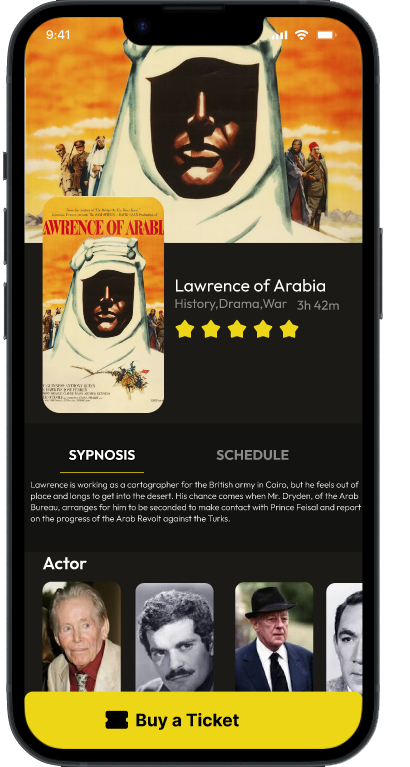 9:41
AWRENCE OF ARABI
Lawrence of Arabia
History,Drama,War 3h 42m
SYPNOSIS SCHEDULE
Lawrence is working as a cartographer for the British army in Cairo, but he feels out of
place and longs to get into the desert. His chance comes when Mr. Dryden, of the Arab
Bureau, arranges for him to be seconded to make contact with Prince Feisal and report
on the progress of the Arab Revolt against the Turks.
Actor
Buy a Ticket